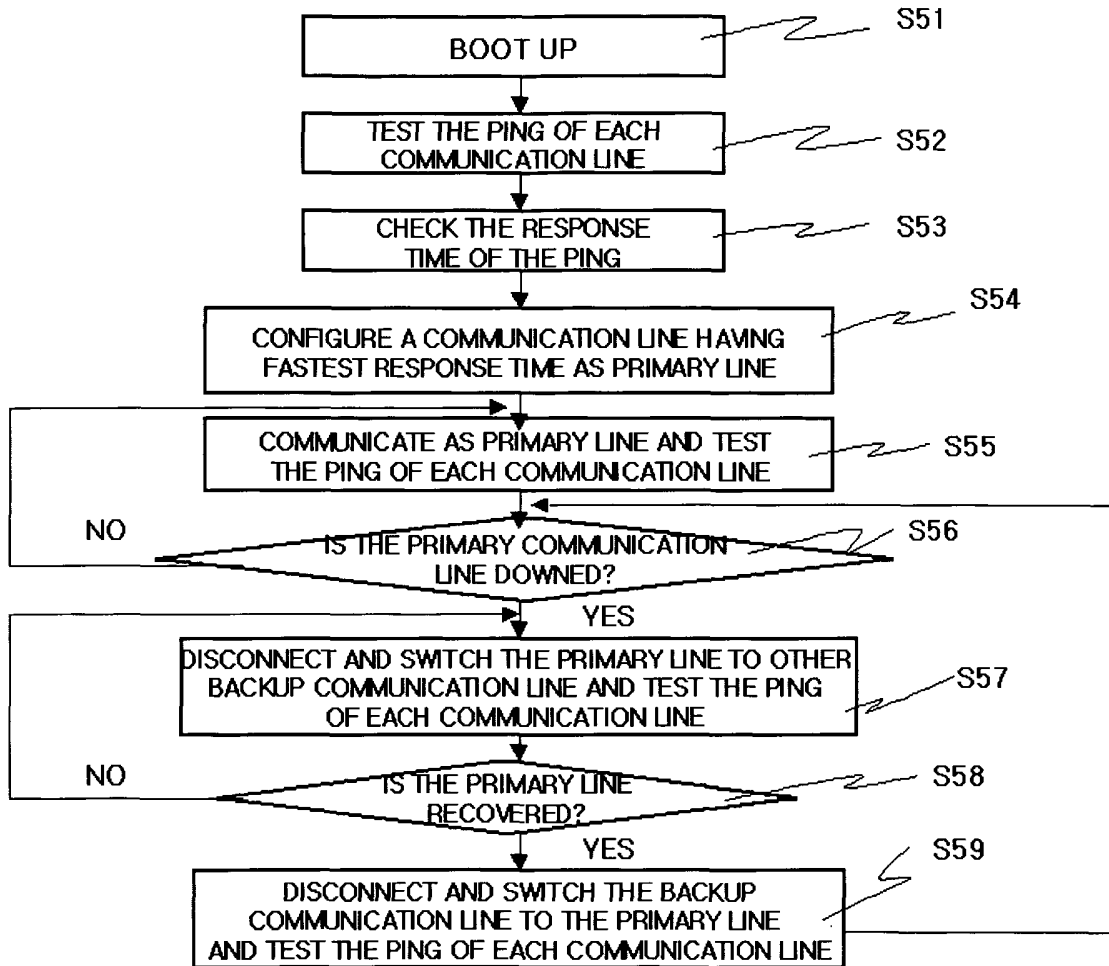 BOOT UP
S51
TEST THE PING OF EACH
COMMUNICATION LINE
S52
CHECK THE RESPONSE
TIME OF THE PING
S53
S54
CONFIGURE A COMMUNICATION LINE HAVING
FASTEST RESPONSE TIME AS PRIMARY LINE
COMMUNICATE AS PRIMARY LINE AND TEST
THE PING OF EACH COMMUNICATION LINE
S55
NO
IS THE PRIMARY COMMUNICATION
LINE DOWNED?
S56
YES
DISCONNECT AND SWITCH THE PRIMARY LINE TO OTHER
BACKUP COMMUNICATION LINE AND TEST THE PING
OF EACH COMMUNICATION LINE
S57
NO
IS THE PRIMARY LINE
RECOVERED?
S58
YES
S59
DISCONNECT AND SWITCH THE BACKUP
COMMUNICATION LINE TO THE PRIMARY LINE
AND TEST THE PING OF EACH COMMUNICATION LINE